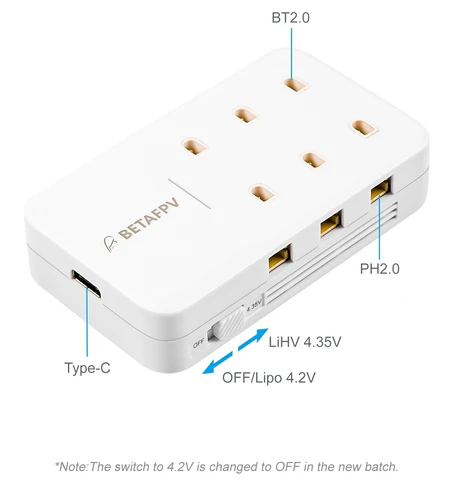 BT2.0
BETAFPV
PH2.0
OFF
4.35V
Type-C
LiHV 4.35V
OFF/Lipo 4.2V
*Note:The switch to 4.2V is changed to OFF in the new batch.